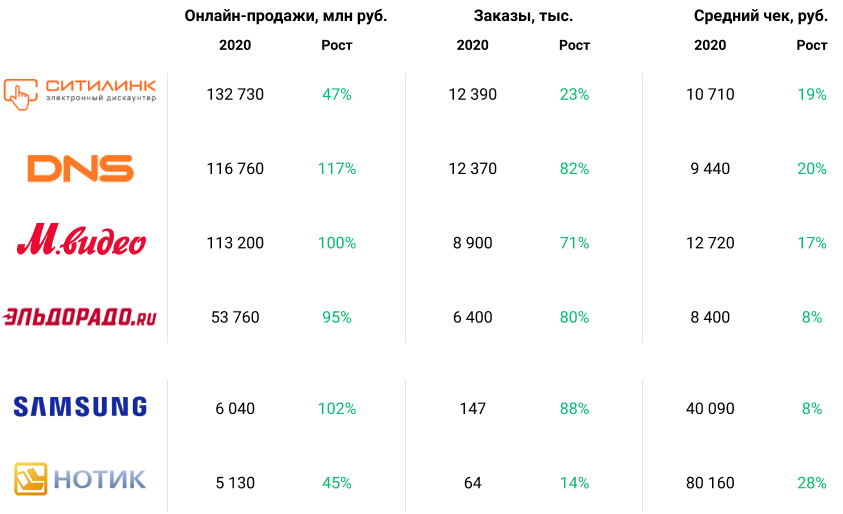 Онлайн-продажи, млн руб. Заказы, тыс. Средний чек, руб.
2020 Рост 2020 Рост 2020 Рост
СИТИЛИНК
электронный дискаунтер
132 730 47% 12 390 23% 10 710 19%
DNS 116 760 117% 12 370 82% 9 440 20%
М.видео 113 200 100% 8 900 71% 12 720 17%
ЭЛЬДОРАДО.RU 53 760 95% 6 400 80% 8 400 8%
SAMSUNG 6 040 102% 147 88% 40 090 8%
НОТИК 5 130 45% 64 14% 80 160 28%